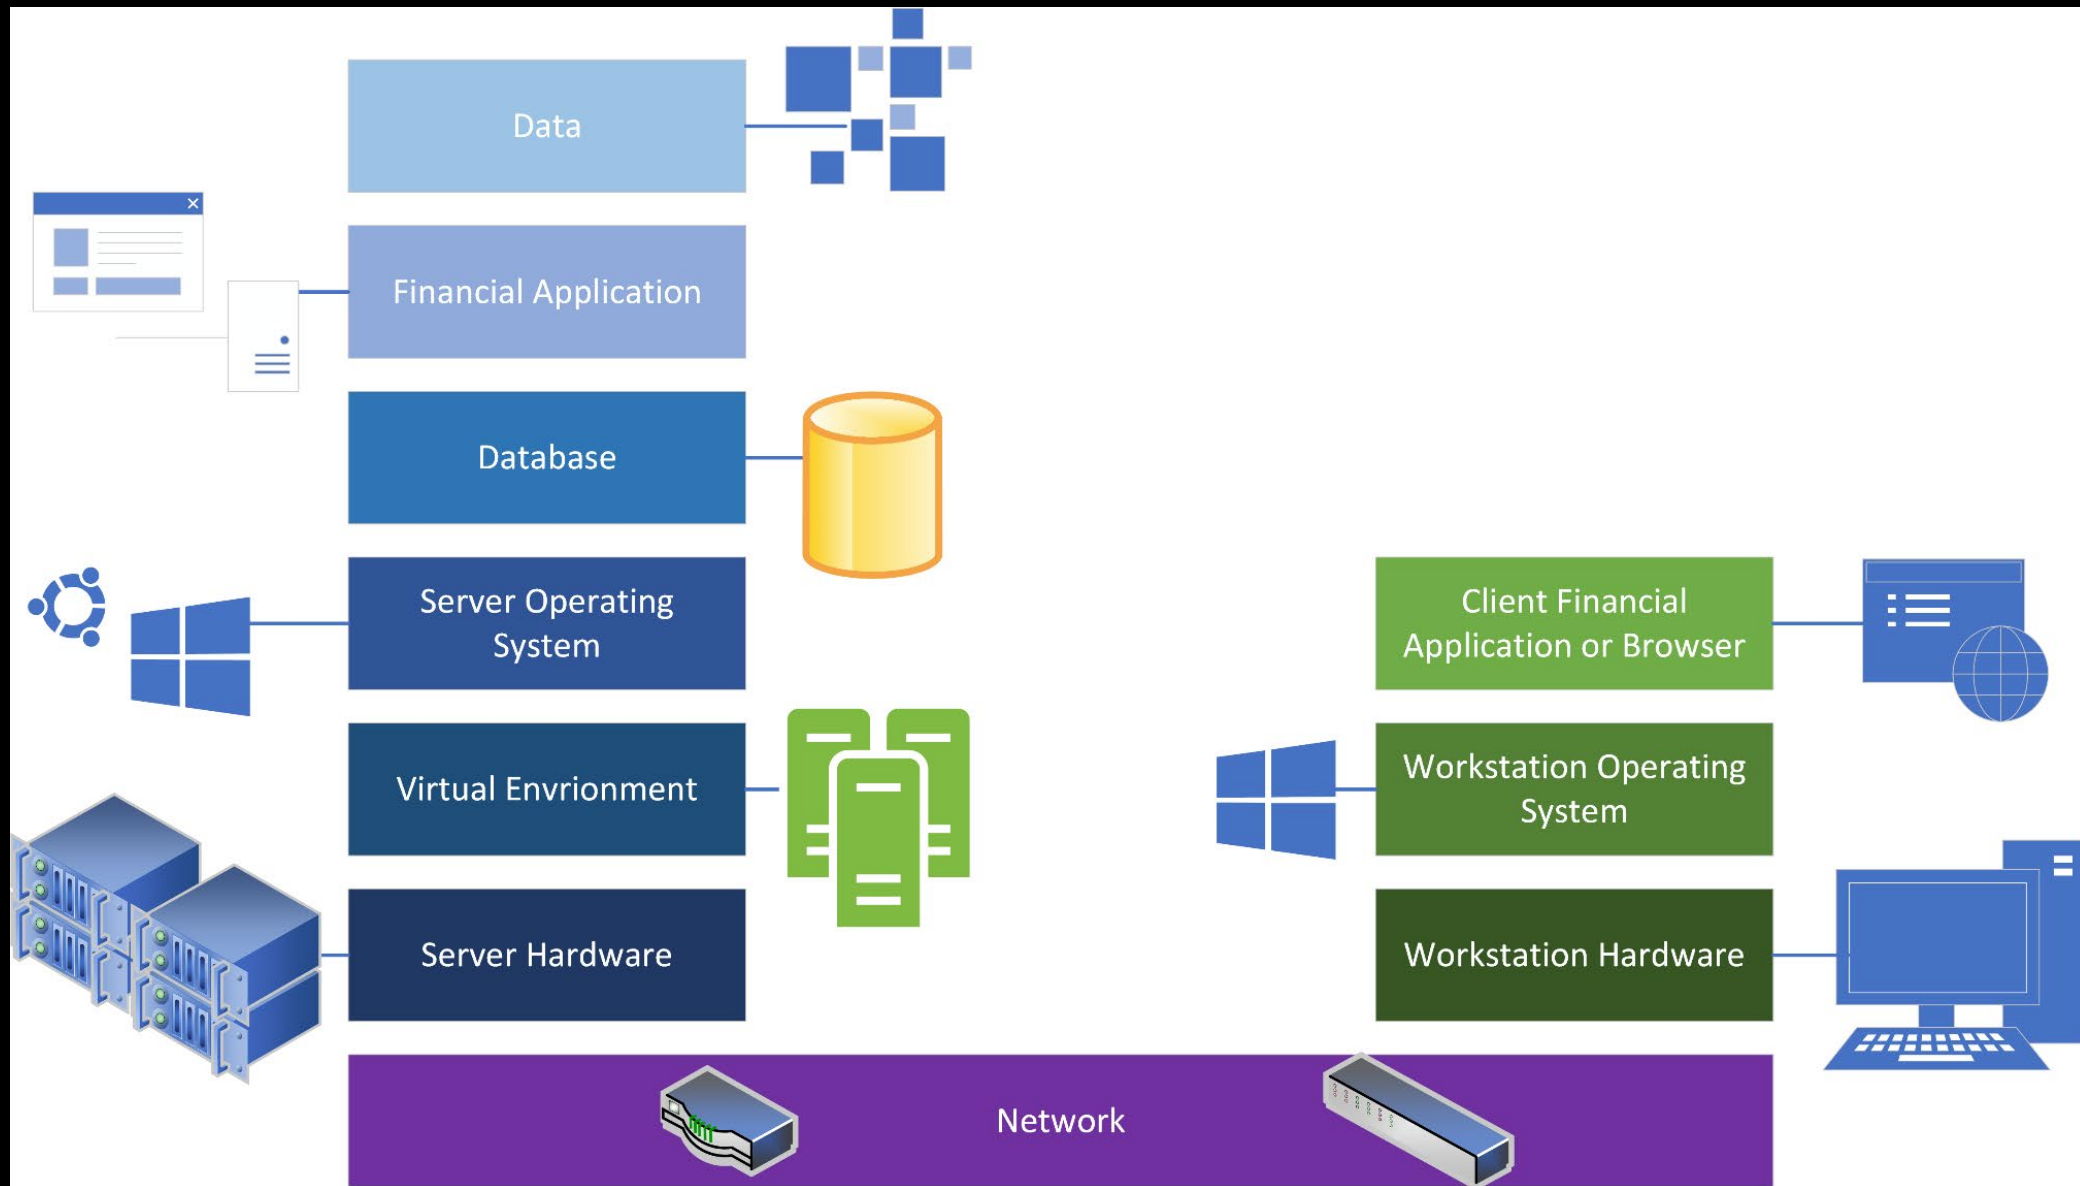 Data
Financial Application
Database
Server Operating
System
Virtual Envrionment
Server Hardware
Client Financial
Application or Browser
Workstation Operating
System
Workstation Hardware
Network